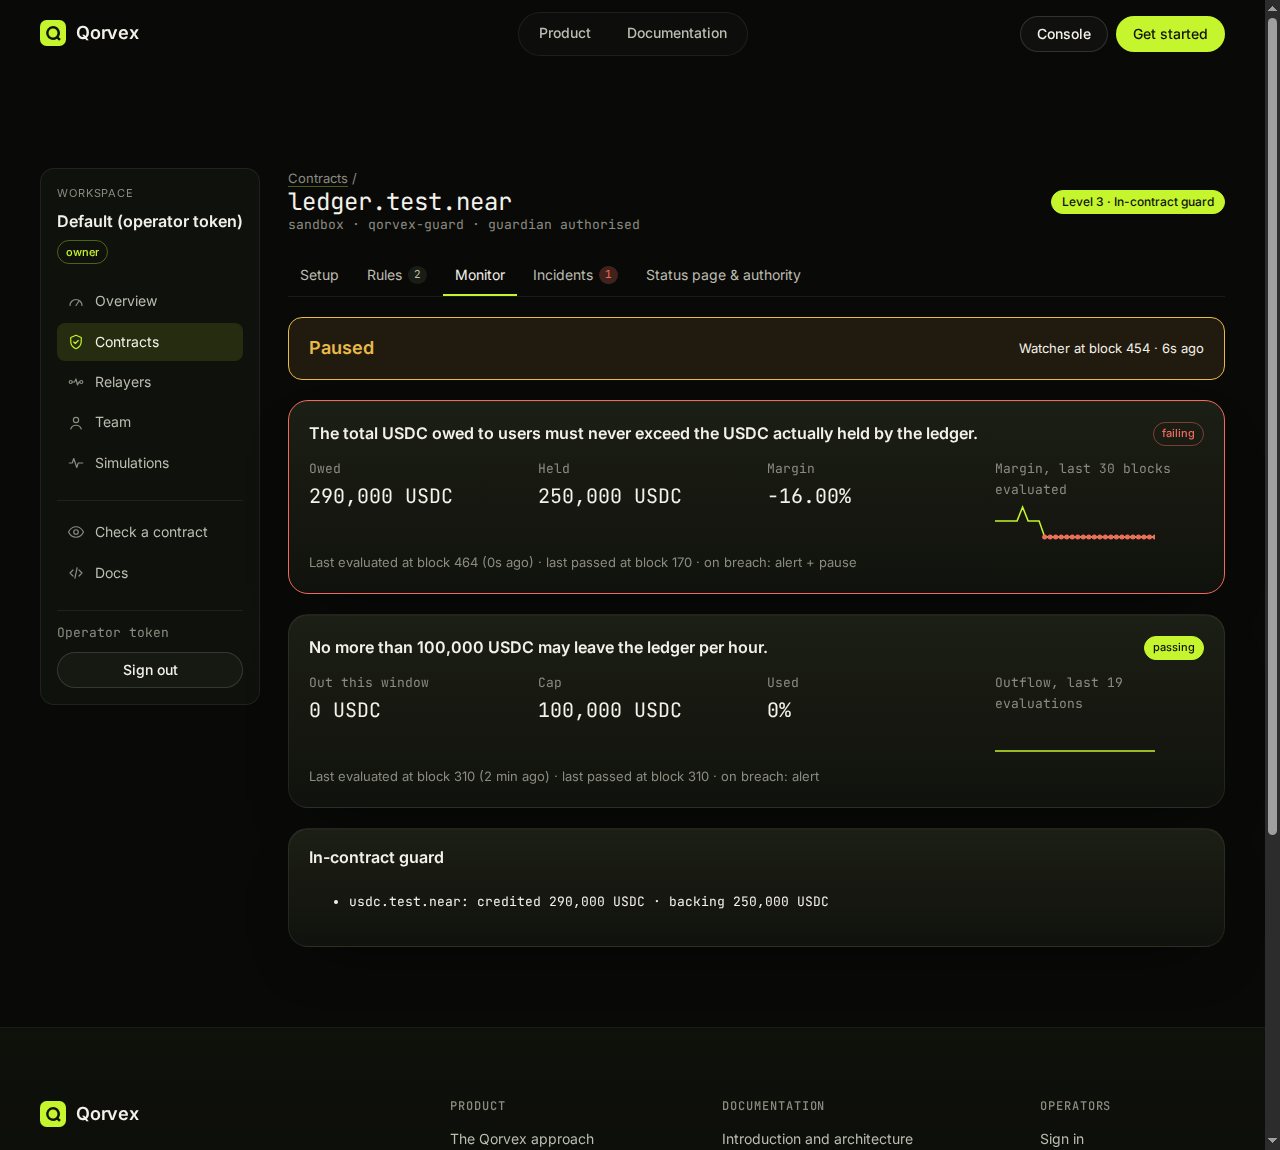 Qorvex
Product Documentation
Console Get started
WORKSPACE
Default (operator token)
owner
Overview
Contracts
Relayers
Team
Simulations
Check a contract
Docs
Operator token
Sign out
Contracts /
ledger.test.near
sandbox · qorvex-guard · guardian authorised
Level 3 · In-contract guard
Setup Rules 2 Monitor Incidents 1 Status page & authority
Paused
Watcher at block 454 · 6s ago
The total USDC owed to users must never exceed the USDC actually held by the ledger.
failing
Owed
290,000 USDC
Held
250,000 USDC
Margin
-16.00%
Margin, last 30 blocks
evaluated
Last evaluated at block 464 (0s ago) · last passed at block 170 · on breach: alert + pause
No more than 100,000 USDC may leave the ledger per hour.
passing
Out this window
0 USDC
Cap
100,000 USDC
Used
0%
Outflow, last 19
evaluations
Last evaluated at block 310 (2 min ago) · last passed at block 310 · on breach: alert
In-contract guard
• usdc.test.near: credited 290,000 USDC · backing 250,000 USDC
Qorvex
PRODUCT
The Qorvex approach
DOCUMENTATION
Introduction and architecture
OPERATORS
Sign in